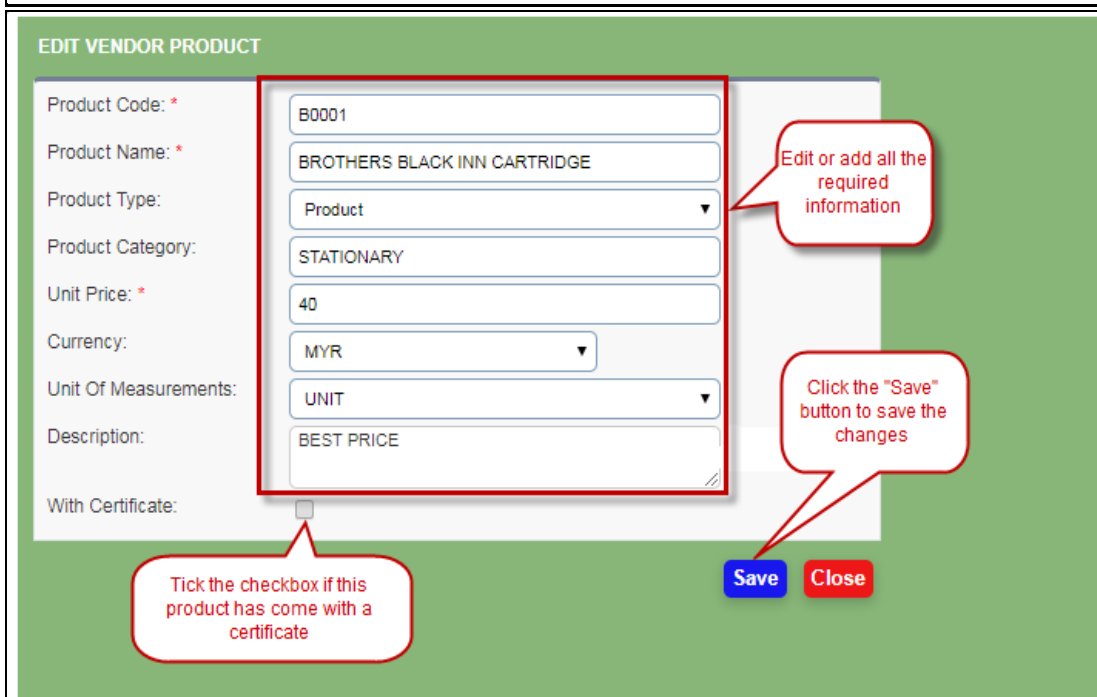 EDIT VENDOR PRODUCT
Product Code: *
B0001
Product Name: *
BROTHERS BLACK INN CARTRIDGE
Product Type:
Product
Product Category:
STATIONARY
Unit Price: *
40
Currency:
MYR
Unit Of Measurements:
UNIT
Description:
BEST PRICE
With Certificate:
Edit or add all the
required
information
Click the "Save"
button to save the
changes
Tick the checkbox if this
product has come with a
certificate
Save
Close